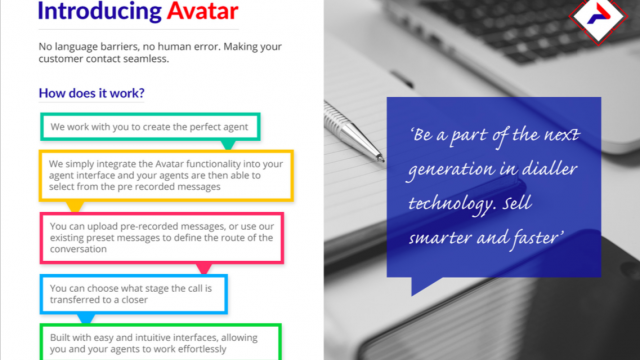 Introducing Avatar
No language barriers, no human error. Making your
customer contact seamless.
How does it work?
We work with you to create the perfect agent
We simply integrate the Avatar functionality into your
agent interface and your agents are then able to
select from the pre recorded messages
You can upload pre-recorded messages, or use our
existing preset messages to define the route of the
conversation
You can choose what stage the call is
transferred to a closer
Built with easy and intuitive interfaces, allowing
you and your agents to work effortlessly
‘Be a part of the next
generation in dialler
technology. Sell
smarter and faster’